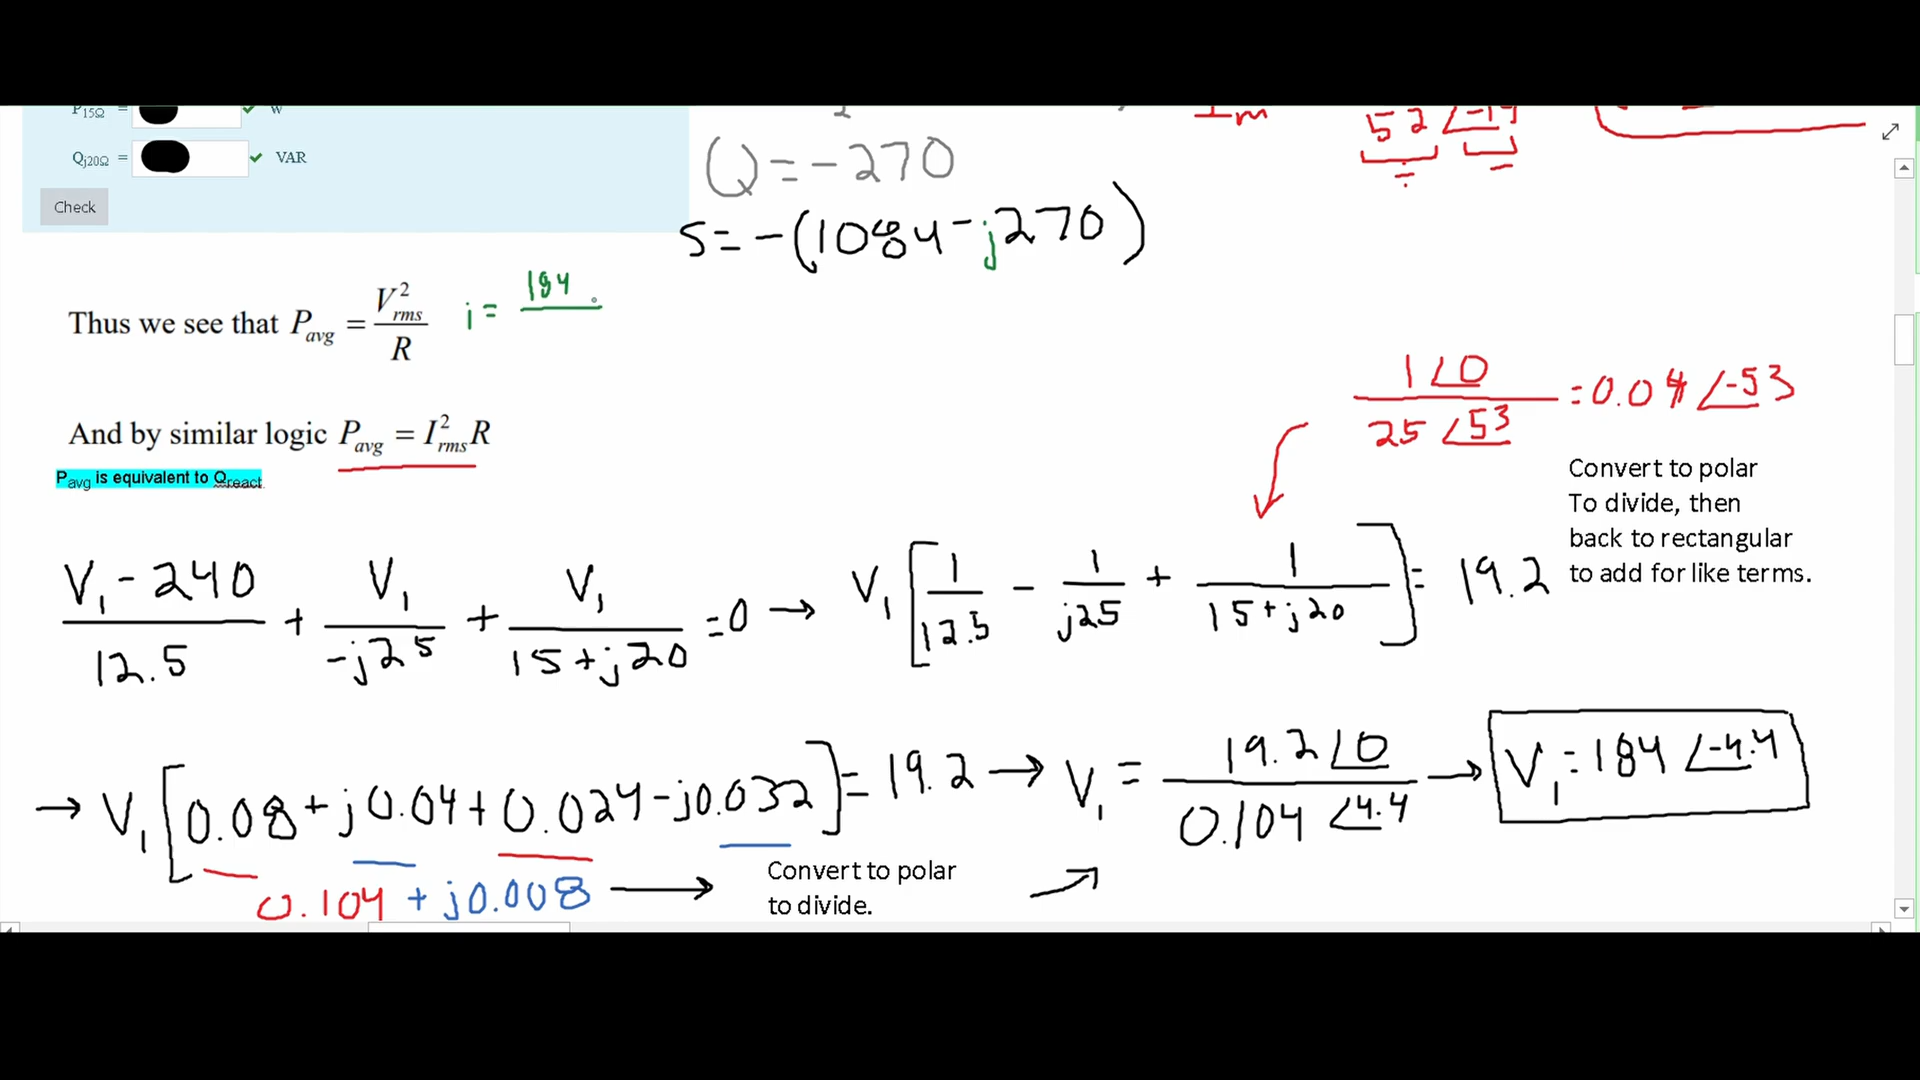 P15Ω = W
Qj20Ω = VAR
Check
Im
52∠-14
Q = -270
S = -(1084 - j270)
Thus we see that Pavg = V²rms / R
i = 184
And by similar logic Pavg = I²rms R
Pavg is equivalent to Qreact
1∠0 / 25∠53 = 0.04∠-53
Convert to polar
To divide, then
back to rectangular
to add for like terms.
(V1 - 240) / 12.5 + V1 / -j25 + V1 / (15 + j20) = 0 → V1 [1 / 12.5 - 1 / j25 + 1 / (15 + j20)] = 19.2
→ V1 [0.08 + j0.04 + 0.024 - j0.032] = 19.2 → V1 = 19.2∠0 / 0.104∠4.4 → V1 = 184∠-4.4
0.104 + j0.008 →
Convert to polar
to divide.